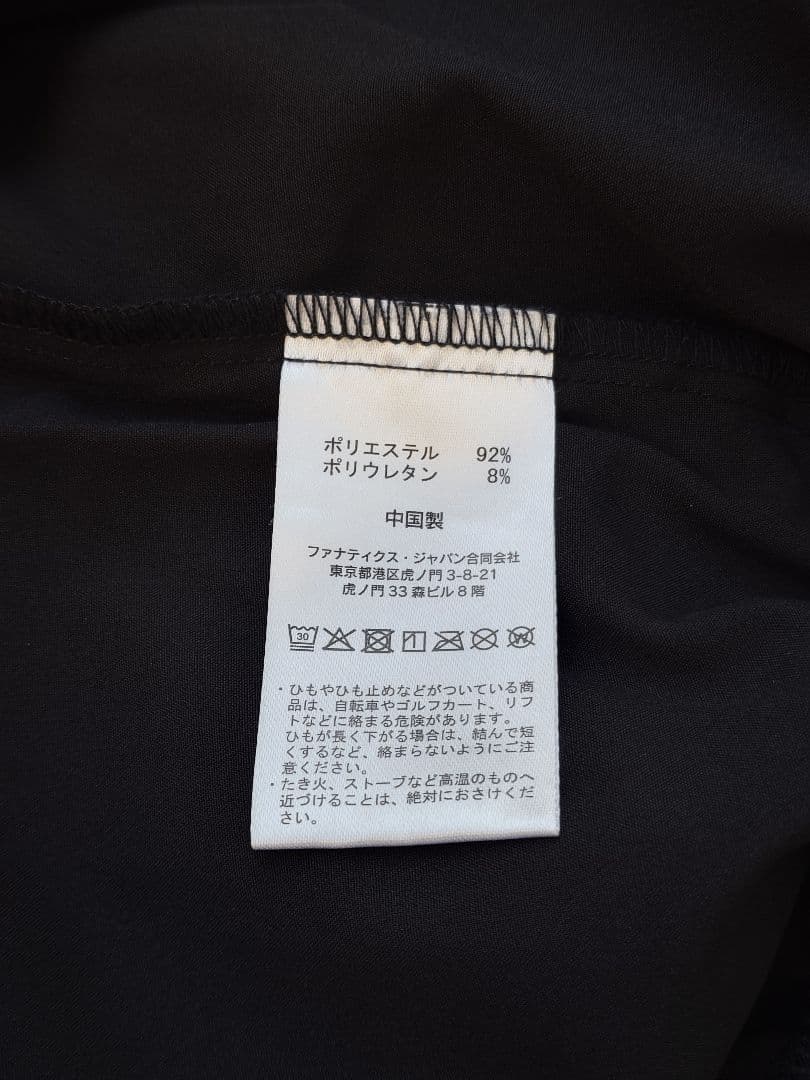 ポリエステル 92%
ポリウレタン 8%
中国製
ファナティクス・ジャパン合同会社
東京都港区虎ノ門3-8-21
虎ノ門33森ビル8階
30
・ひもやひも止めなどがついている商
品は、自転車やゴルフカート、リフ
トなどに絡まる危険があります。
ひもが長く下がる場合は、結んで短
くするなど、絡まらないようにご注
意ください。
・たき火、ストーブなど高温のものへ
近づけることは、絶対におさけくだ
さい。